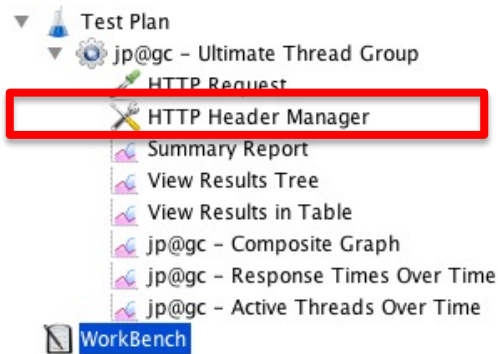 Test Plan
jp@gc – Ultimate Thread Group
HTTP Request
HTTP Header Manager
Summary Report
View Results Tree
View Results in Table
jp@gc – Composite Graph
jp@gc – Response Times Over Time
jp@gc – Active Threads Over Time
WorkBench